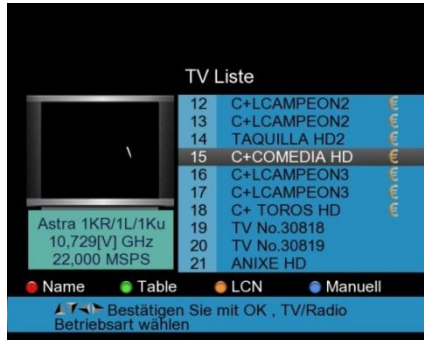 TV Liste
12 C+LCAMPEON2 €
13 C+LCAMPEON2 €
14 TAQUILLA HD2 €
15 C+COMEDIA HD €
16 C+LCAMPEON3 €
17 C+LCAMPEON3 €
18 C+ TOROS HD €
19 TV No.30818
20 TV No.30819
21 ANIXE HD
Astra 1KR/1L/1Ku
10,729[V] GHz
22,000 MSPS
Name Table LCN Manuell
Bestätigen Sie mit OK , TV/Radio
Betriebsart wählen